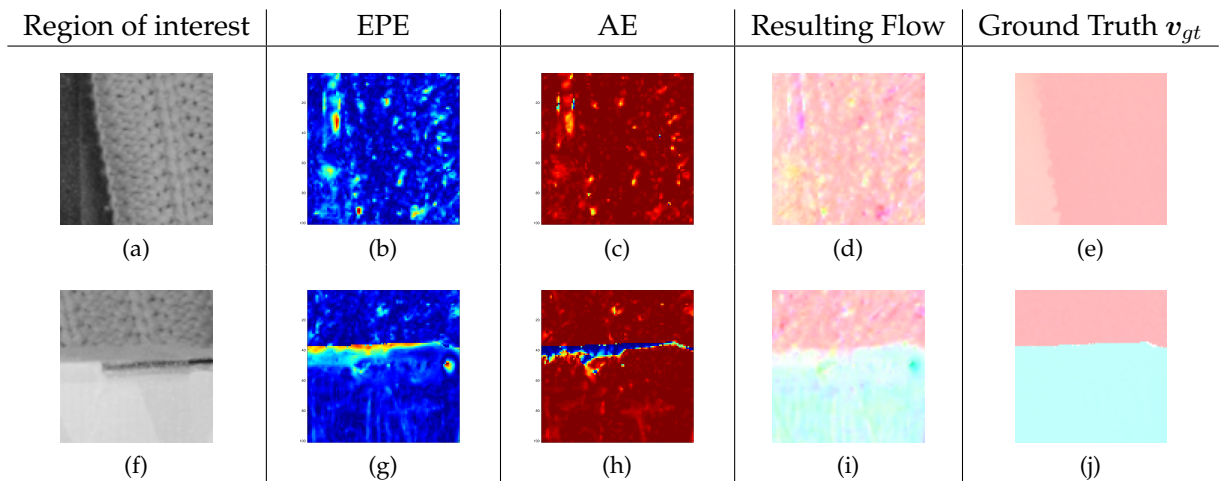 Region of interest EPE AE Resulting Flow Ground Truth v_gt
(a) (b) (c) (d) (e)
(f) (g) (h) (i) (j)